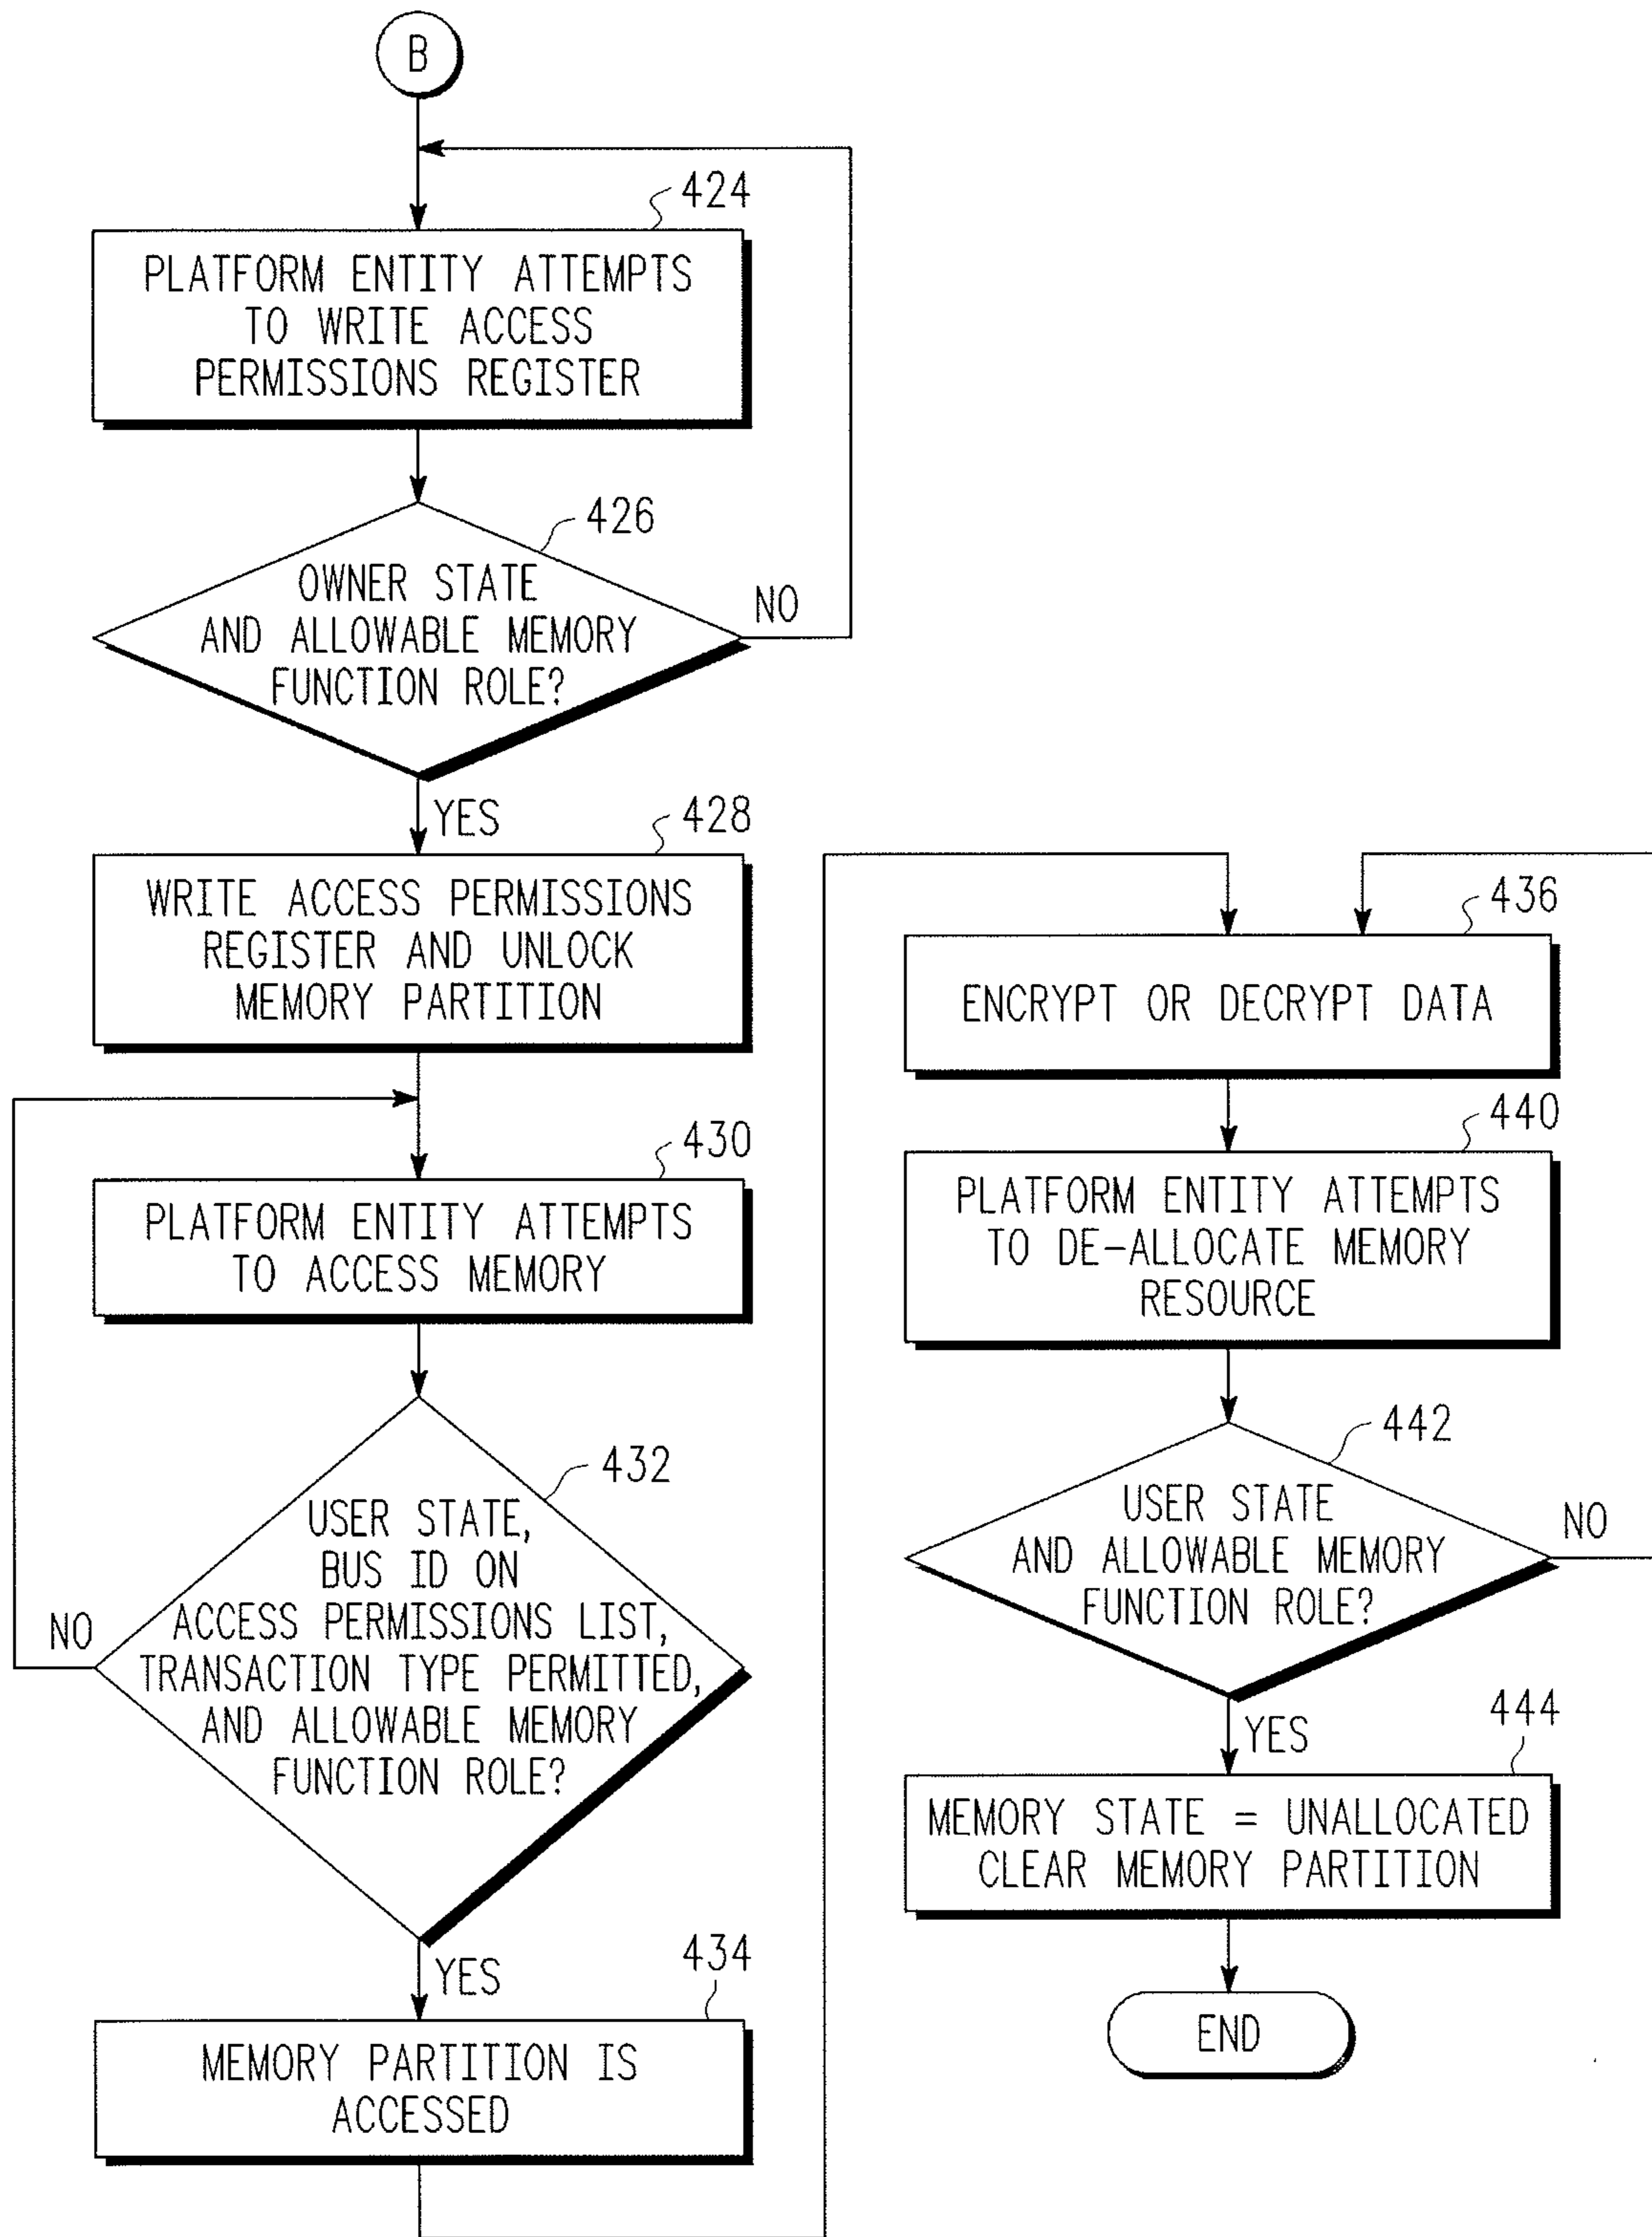 B
424
PLATFORM ENTITY ATTEMPTS
TO WRITE ACCESS
PERMISSIONS REGISTER
426
OWNER STATE
AND ALLOWABLE MEMORY
FUNCTION ROLE?
NO
YES
428
WRITE ACCESS PERMISSIONS
REGISTER AND UNLOCK
MEMORY PARTITION
430
PLATFORM ENTITY ATTEMPTS
TO ACCESS MEMORY
432
USER STATE,
BUS ID ON
ACCESS PERMISSIONS LIST,
TRANSACTION TYPE PERMITTED,
AND ALLOWABLE MEMORY
FUNCTION ROLE?
NO
YES
434
MEMORY PARTITION IS
ACCESSED
436
ENCRYPT OR DECRYPT DATA
440
PLATFORM ENTITY ATTEMPTS
TO DE-ALLOCATE MEMORY
RESOURCE
442
USER STATE
AND ALLOWABLE MEMORY
FUNCTION ROLE?
NO
YES
444
MEMORY STATE = UNALLOCATED
CLEAR MEMORY PARTITION
END